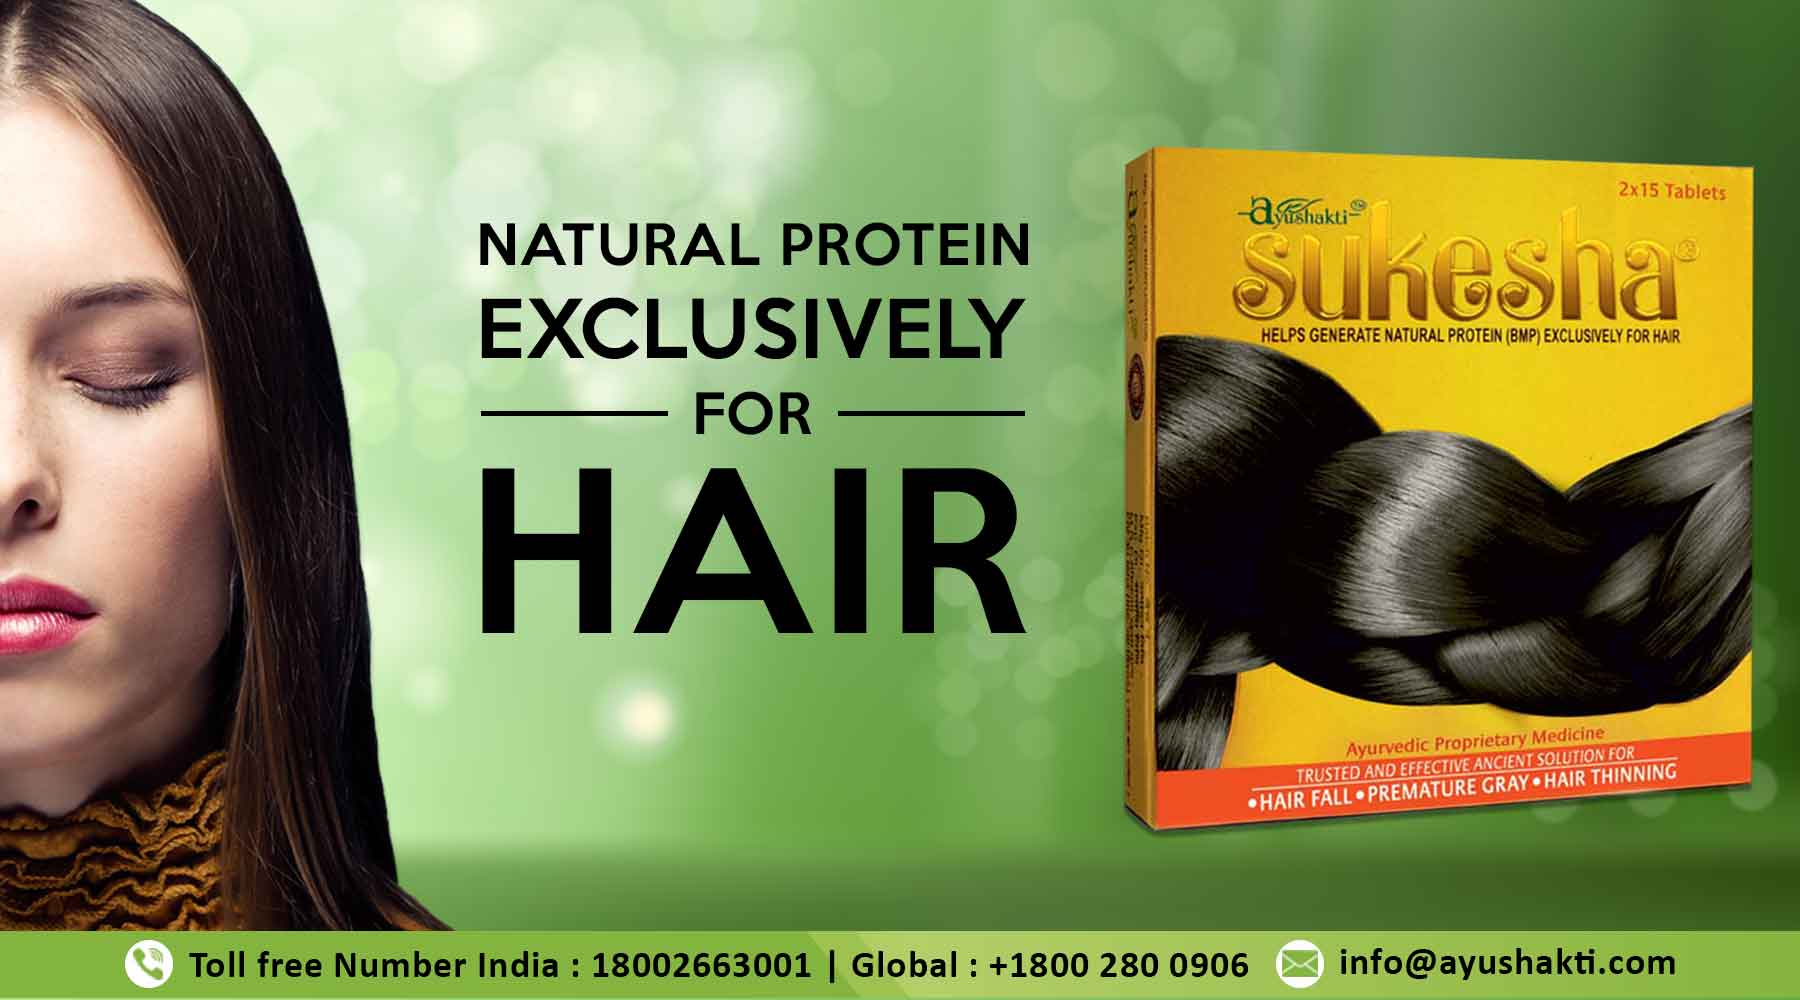 NATURAL PROTEIN
EXCLUSIVELY
FOR
HAIR
2x15 Tablets
ayushakti™
sukesha®
HELPS GENERATE NATURAL PROTEIN (BMP) EXCLUSIVELY FOR HAIR
Ayurvedic Proprietary Medicine
TRUSTED AND EFFECTIVE ANCIENT SOLUTION FOR
•HAIR FALL •PREMATURE GRAY •HAIR THINNING
Toll free Number India : 18002663001 | Global : +1800 280 0906
info@ayushakti.com